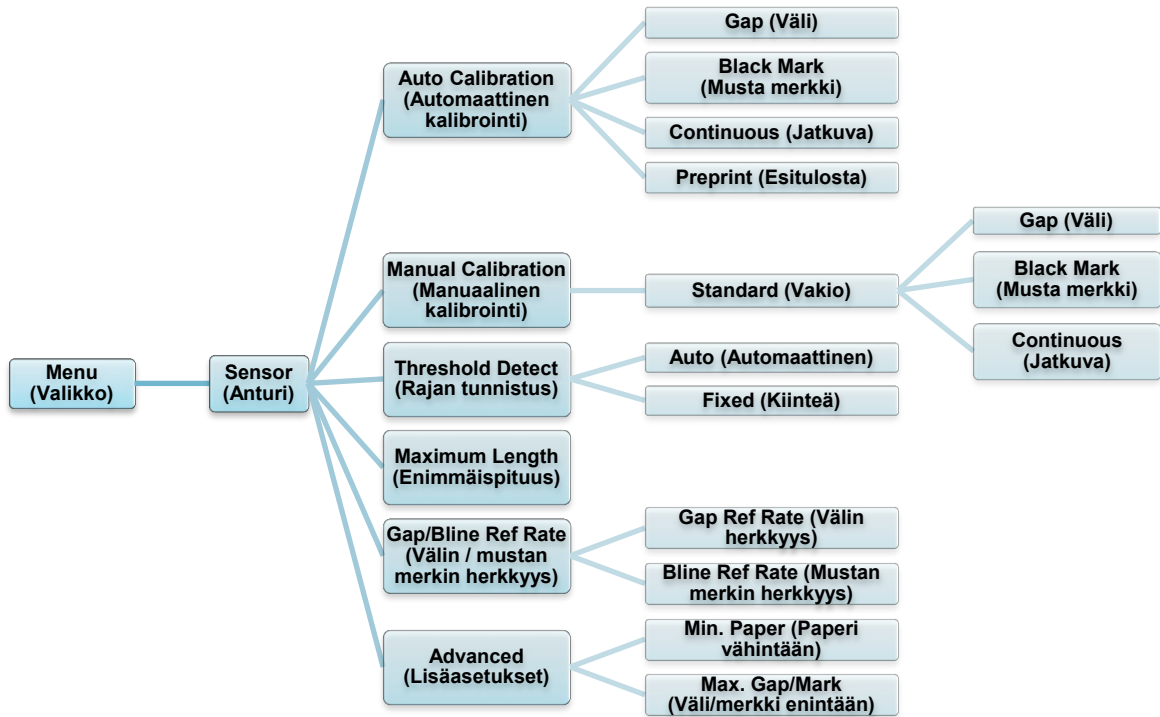 Menu
(Valikko)
Sensor
(Anturi)
Auto Calibration
(Automaattinen
kalibrointi)
Gap (Väli)
Black Mark
(Musta merkki)
Continuous (Jatkuva)
Preprint (Esitulosta)
Manual Calibration
(Manuaalinen
kalibrointi)
Standard (Vakio)
Gap (Väli)
Black Mark
(Musta merkki)
Continuous
(Jatkuva)
Threshold Detect
(Rajan tunnistus)
Auto (Automaattinen)
Fixed (Kiinteä)
Maximum Length
(Enimmäispituus)
Gap/Bline Ref Rate
(Välin / mustan
merkin herkkyys)
Gap Ref Rate (Välin
herkkyys)
Bline Ref Rate (Mustan
merkin herkkyys)
Advanced
(Lisäasetukset)
Min. Paper (Paperi
vähintään)
Max. Gap/Mark
(Väli/merkki enintään)